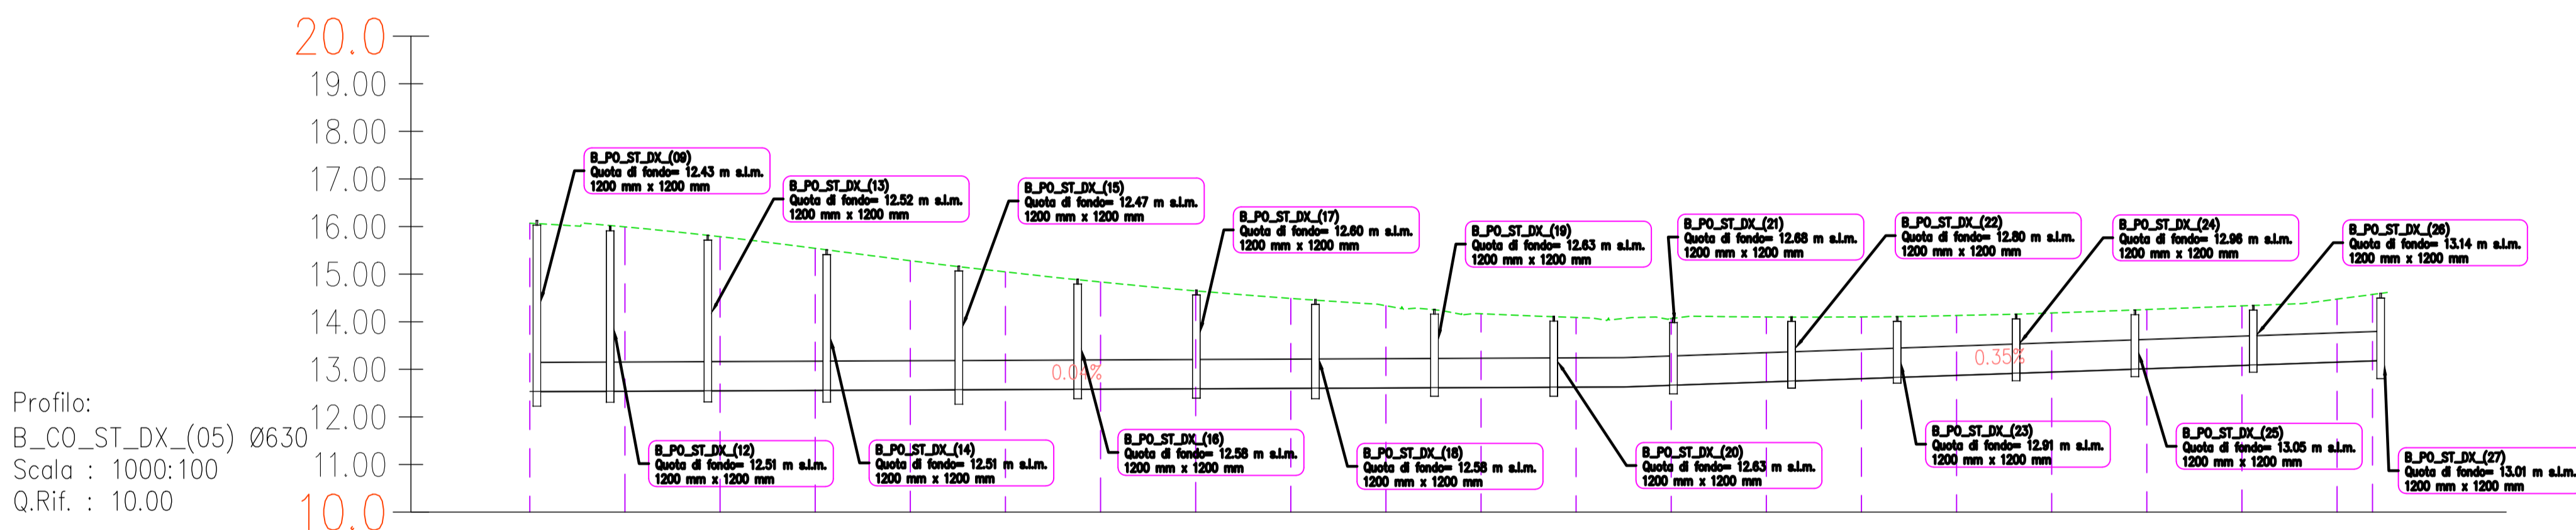 20.0
19.00
18.00
17.00
16.00
15.00
14.00
13.00
12.00
11.00
10.0
Profilo:
B_CO_ST_DX_(05) Ø630
Scala : 1000:100
Q.Rif. : 10.00
B_PO_ST_DX_(09)
Quota di fondo= 12.43 m s.l.m.
1200 mm x 1200 mm
B_PO_ST_DX_(13)
Quota di fondo= 12.52 m s.l.m.
1200 mm x 1200 mm
B_PO_ST_DX_(15)
Quota di fondo= 12.47 m s.l.m.
1200 mm x 1200 mm
B_PO_ST_DX_(17)
Quota di fondo= 12.60 m s.l.m.
1200 mm x 1200 mm
B_PO_ST_DX_(19)
Quota di fondo= 12.63 m s.l.m.
1200 mm x 1200 mm
B_PO_ST_DX_(21)
Quota di fondo= 12.68 m s.l.m.
1200 mm x 1200 mm
B_PO_ST_DX_(22)
Quota di fondo= 12.80 m s.l.m.
1200 mm x 1200 mm
B_PO_ST_DX_(24)
Quota di fondo= 12.96 m s.l.m.
1200 mm x 1200 mm
B_PO_ST_DX_(26)
Quota di fondo= 13.14 m s.l.m.
1200 mm x 1200 mm
0.04%
0.35%
B_PO_ST_DX_(12)
Quota di fondo= 12.51 m s.l.m.
1200 mm x 1200 mm
B_PO_ST_DX_(14)
Quota di fondo= 12.51 m s.l.m.
1200 mm x 1200 mm
B_PO_ST_DX_(16)
Quota di fondo= 12.58 m s.l.m.
1200 mm x 1200 mm
B_PO_ST_DX_(18)
Quota di fondo= 12.58 m s.l.m.
1200 mm x 1200 mm
B_PO_ST_DX_(20)
Quota di fondo= 12.63 m s.l.m.
1200 mm x 1200 mm
B_PO_ST_DX_(23)
Quota di fondo= 12.91 m s.l.m.
1200 mm x 1200 mm
B_PO_ST_DX_(25)
Quota di fondo= 13.05 m s.l.m.
1200 mm x 1200 mm
B_PO_ST_DX_(27)
Quota di fondo= 13.01 m s.l.m.
1200 mm x 1200 mm